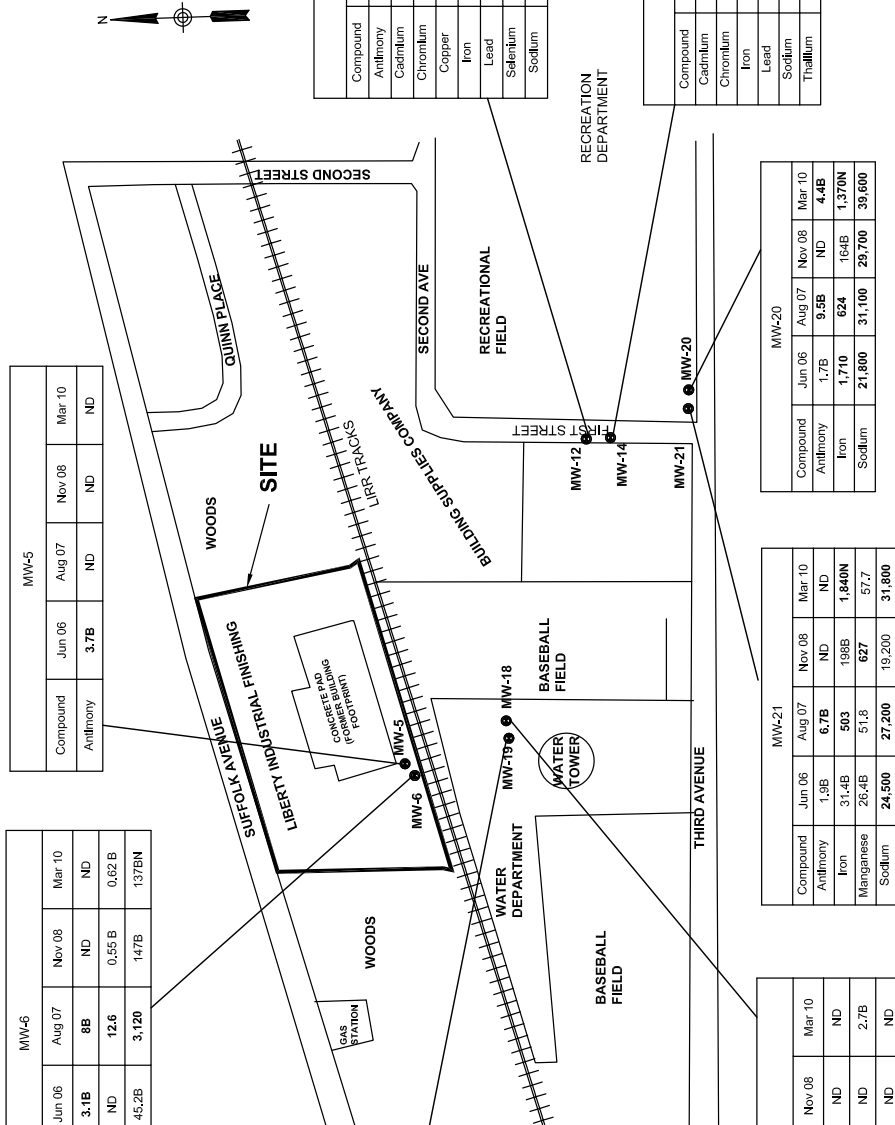 N
Compound
Antimony
Cadmium
Chromium
Copper
Iron
Lead
Selenium
Sodium
Compound
Cadmium
Chromium
Iron
Lead
Sodium
Thallium
RECREATION
DEPARTMENT
SECOND STREET
QUINN PLACE
SECOND AVE
RECREATIONAL
FIELD
FIRST STREET
MW-12
MW-14
MW-21
MW-20
SITE
WOODS
LIRR TRACKS
BUILDING SUPPLIES COMPANY
SUFFOLK AVENUE
LIBERTY INDUSTRIAL FINISHING
CONCRETE PAD
(FORMER BUILDING
FOOTPRINT)
MW-5
MW-6
MW-18
MW-19
BASEBALL
FIELD
WATER
TOWER
WATER
DEPARTMENT
THIRD AVENUE
WOODS
GAS
STATION
BASEBALL
FIELD
MW-5
Compound Jun 06 Aug 07 Nov 08 Mar 10
Antimony 3.7B ND ND ND
MW-6
Jun 06 Aug 07 Nov 08 Mar 10
3.1B 8B ND ND
ND 12.6 0.55 B 0.62 B
45.2B 3,120 147B 137BN
MW-20
Compound Jun 06 Aug 07 Nov 08 Mar 10
Antimony 1.7B 9.5B ND 4.4B
Iron 1,710 624 164B 1,370N
Sodium 21,800 31,100 29,700 39,600
MW-21
Compound Jun 06 Aug 07 Nov 08 Mar 10
Antimony 1.9B 6.7B ND ND
Iron 31.4B 503 198B 1,840N
Manganese 26.4B 51.8 627 57.7
Sodium 24,500 27,200 19,200 31,800
Nov 08 Mar 10
ND ND
ND 2.7B
ND ND